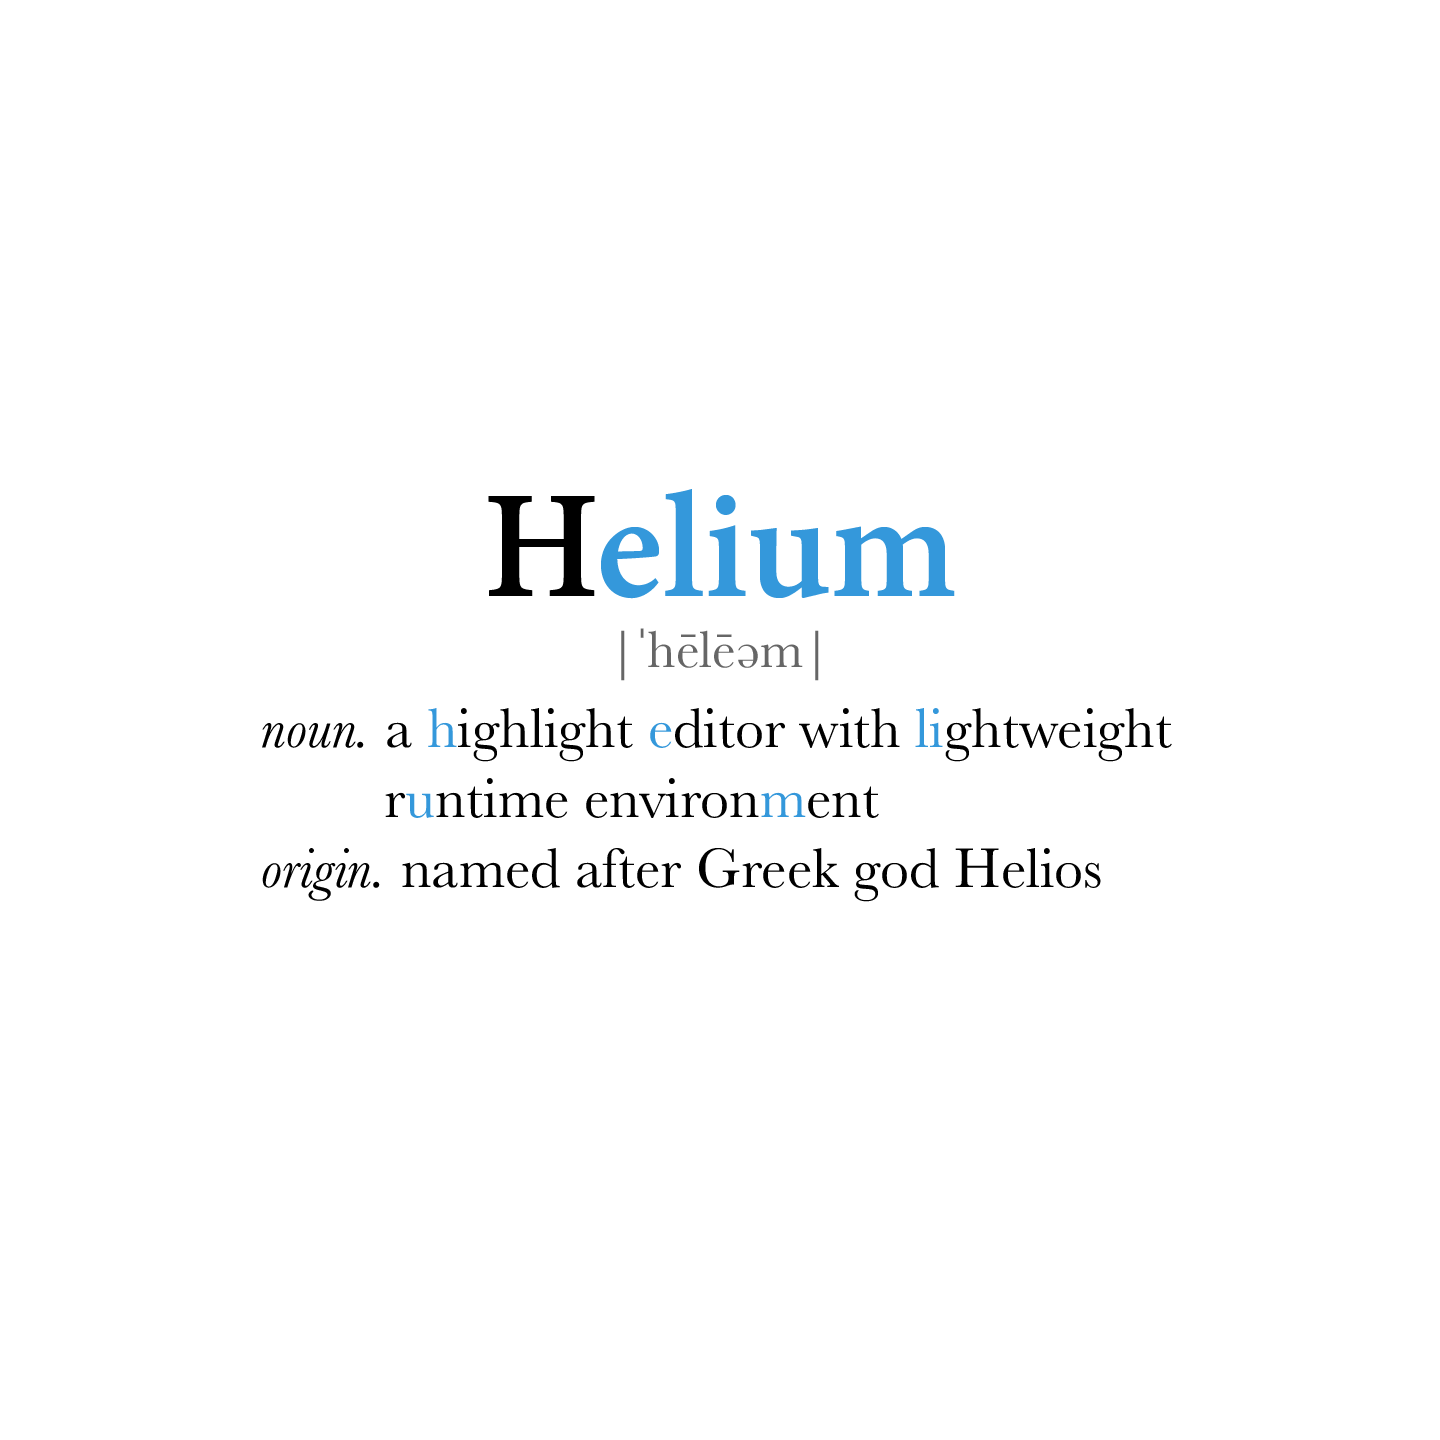 Helium
|ˈhēlēəm|
noun. a highlight editor with lightweight
runtime environment
origin. named after Greek god Helios